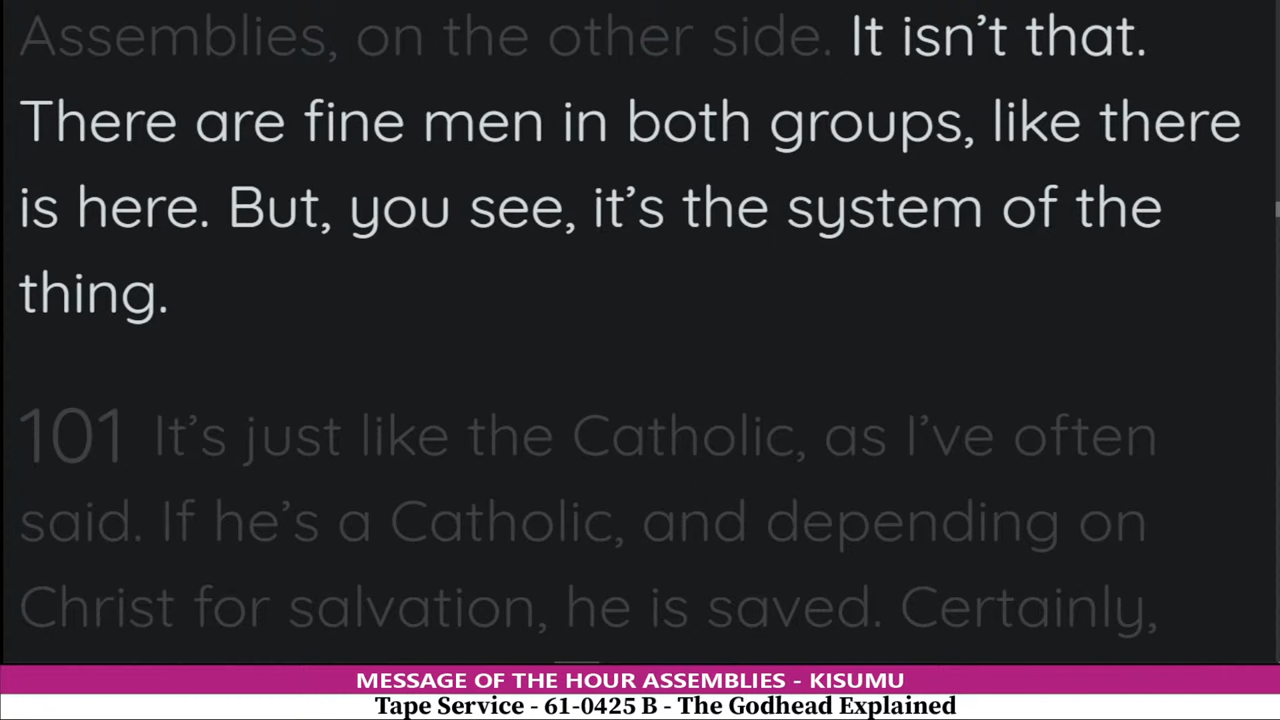 Assemblies, on the other side. It isn’t that.
There are fine men in both groups, like there
is here. But, you see, it’s the system of the
thing.
101 It’s just like the Catholic, as I’ve often
said. If he’s a Catholic, and depending on
Christ for salvation, he is saved. Certainly,
MESSAGE OF THE HOUR ASSEMBLIES - KISUMU
Tape Service - 61-0425 B - The Godhead Explained